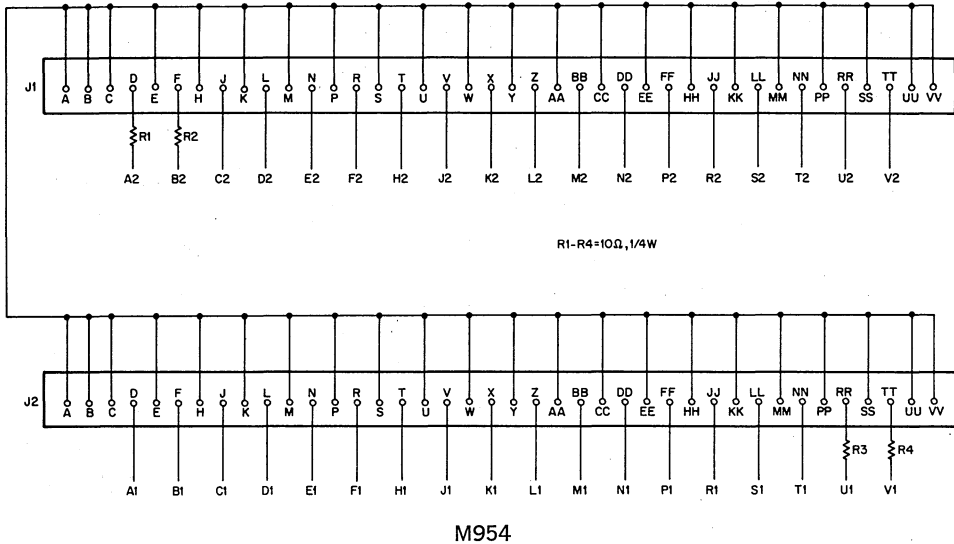 D F J L N R T V X Z BB DD FF JJ LL NN RR TT
J1
A B C E H K M P S U W Y AA CC EE HH KK MM PP SS UU VV
R1 R2
A2 B2 C2 D2 E2 F2 H2 J2 K2 L2 M2 N2 P2 R2 S2 T2 U2 V2
R1-R4=10Ω, 1/4W
D F J L N R T V X Z BB DD FF JJ LL NN RR TT
J2
A B C E H K M P S U W Y AA CC EE HH KK MM PP SS UU VV
R3 R4
A1 B1 C1 D1 E1 F1 H1 J1 K1 L1 M1 N1 P1 R1 S1 T1 U1 V1
M954